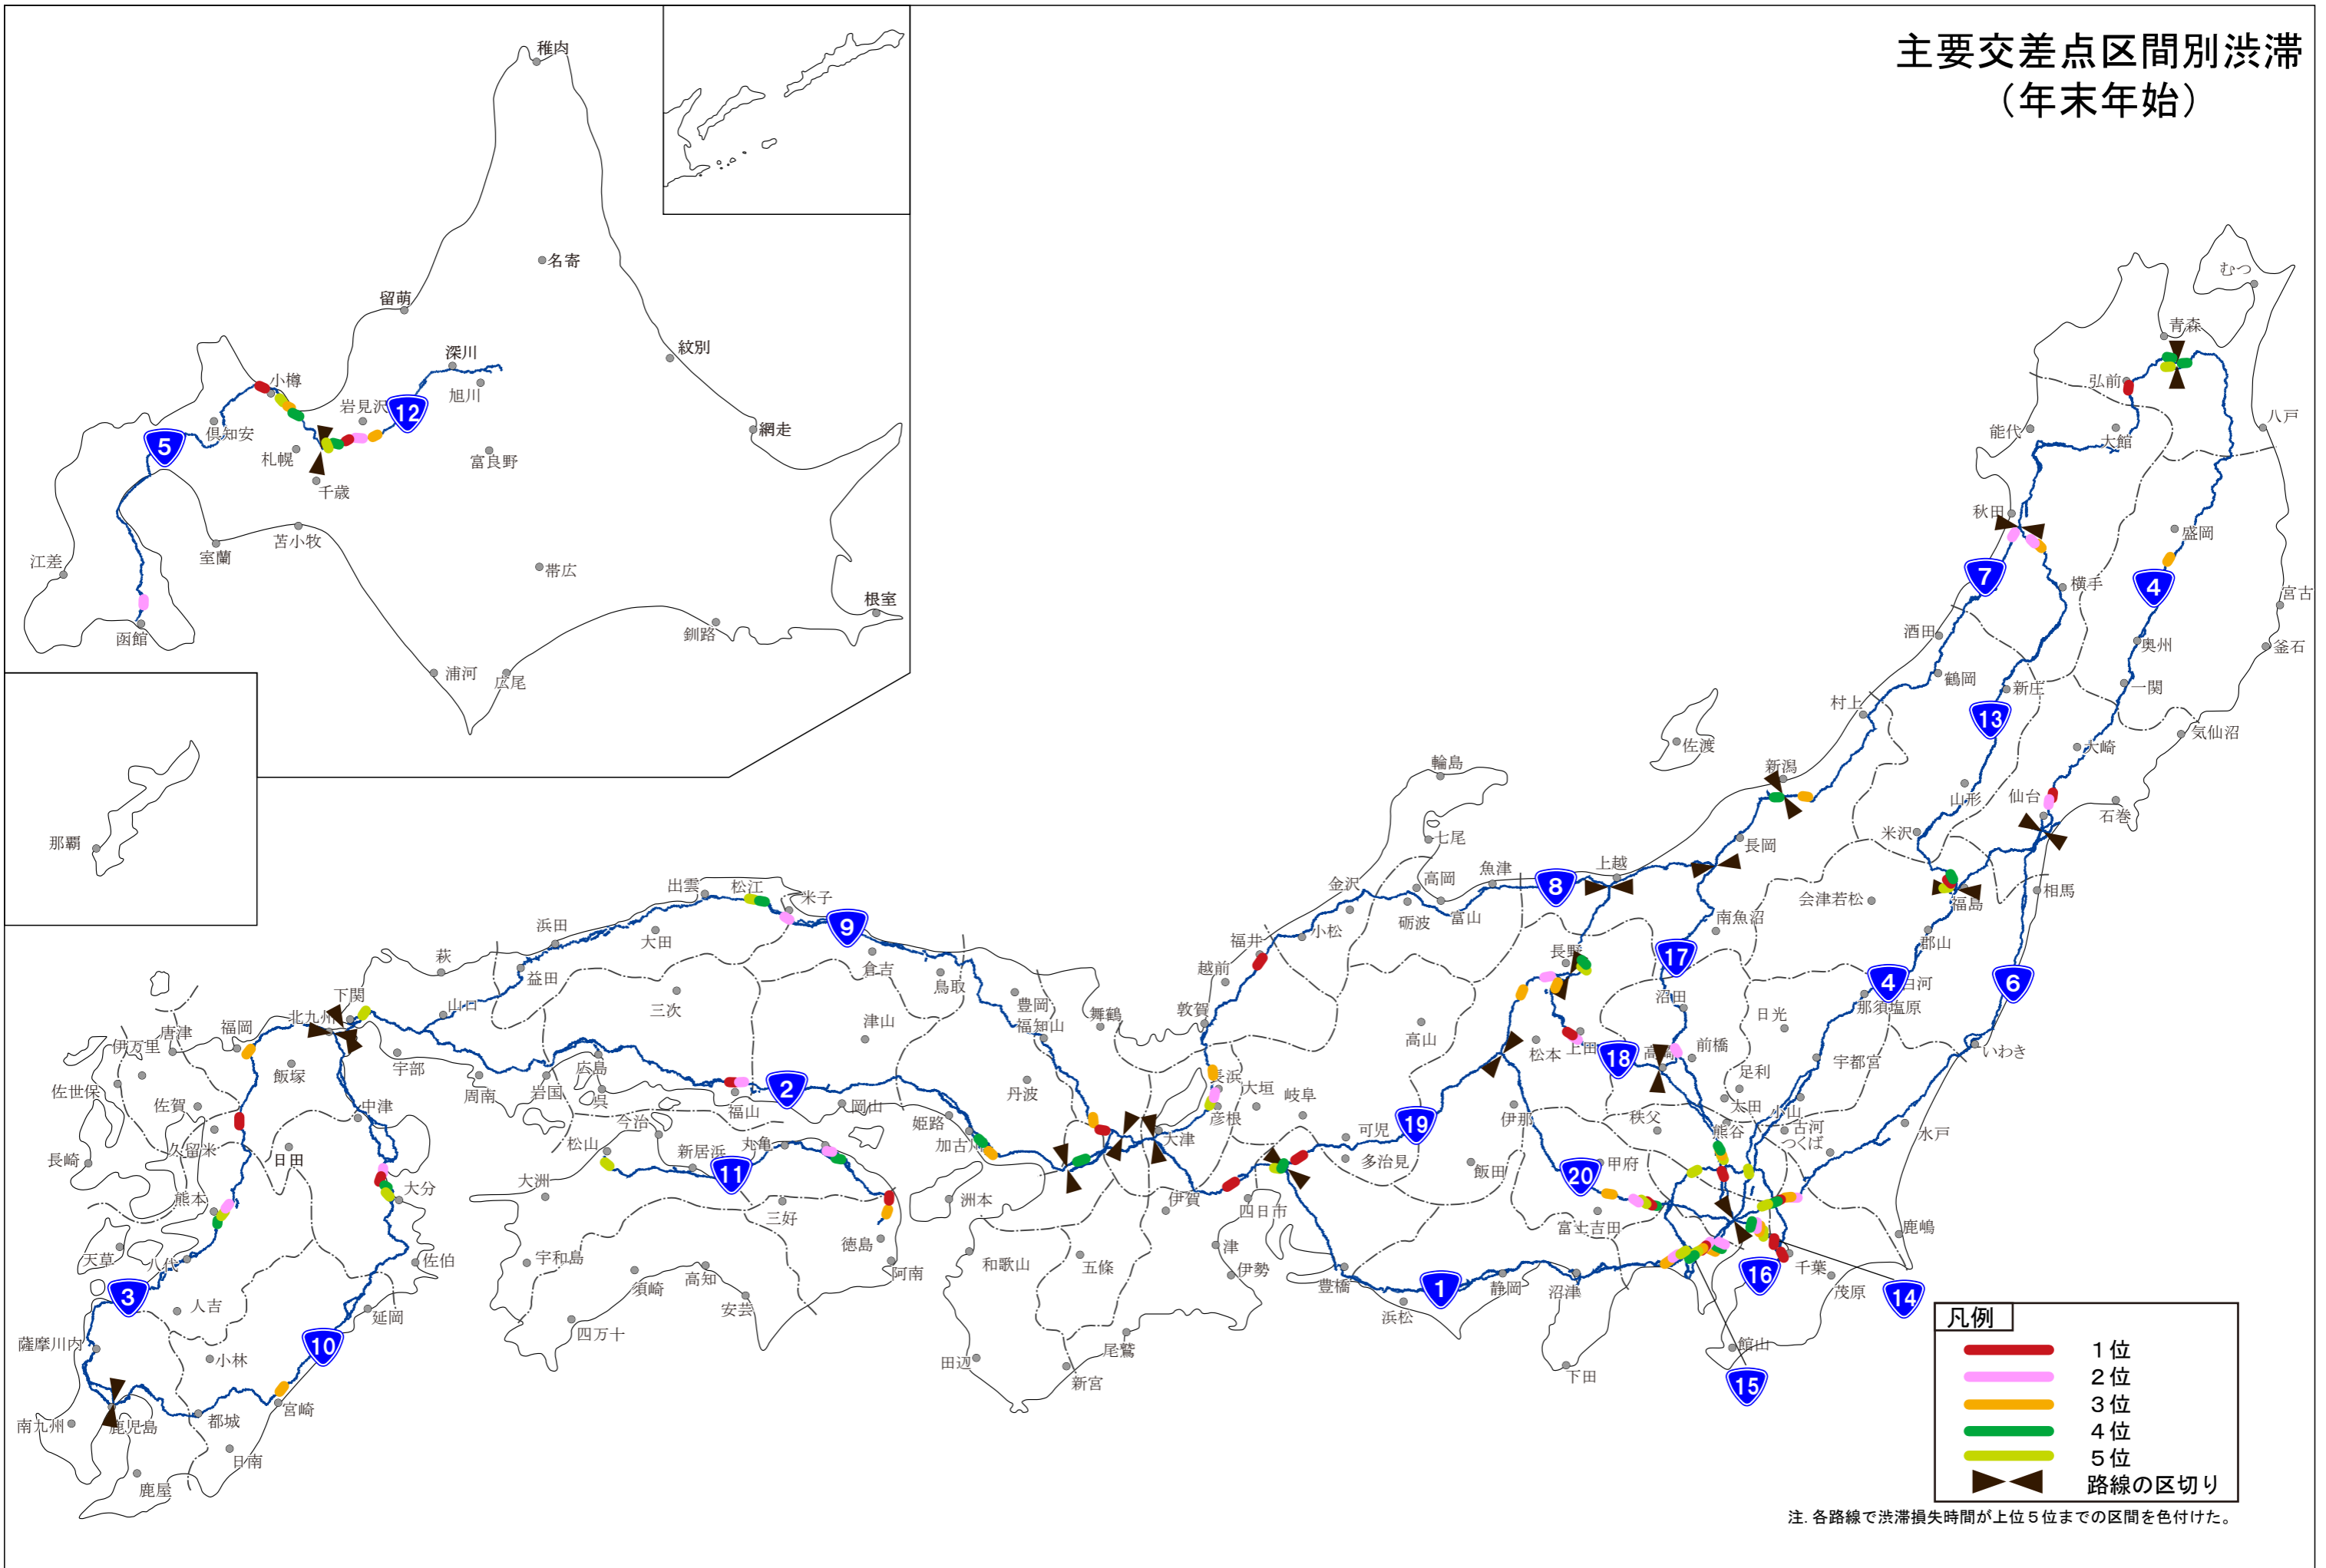 主要交差点区間別渋滞
（年末年始）
稚内
名寄
留萌
紋別
深川
旭川
小樽
岩見沢
12
網走
倶知安
5
札幌
富良野
千歳
苫小牧
室蘭
江差
帯広
根室
函館
釧路
浦河
広尾
那覇
むつ
青森
弘前
八戸
能代
大館
秋田
盛岡
7
4
横手
宮古
酒田
奥州
釜石
鶴岡
新庄
一関
村上
13
気仙沼
佐渡
大崎
輪島
新潟
山形
仙台
石巻
七尾
長岡
米沢
魚津
上越
8
高岡
金沢
砺波
富山
会津若松
福島
相馬
出雲
松江
米子
9
浜田
大田
倉吉
小松
福井
南魚沼
郡山
長野
17
萩
益田
鳥取
越前
4
白河
6
三次
豊岡
沼田
那須塩原
下関
山口
北九州
津山
福知山
舞鶴
敦賀
高山
日光
唐津
福岡
伊万里
飯塚
宇部
広島
松本
上田
18
高崎
前橋
宇都宮
いわき
佐世保
周南
岩国
呉
福山
2
岡山
丹波
長浜
大垣
岐阜
足利
佐賀
中津
今治
姫路
彦根
伊那
秩父
太田
小山
19
久留米
松山
新居浜
丸亀
加古川
大津
可児
熊谷
古河
つくば
水戸
長崎
日田
11
多治見
飯田
20
甲府
熊本
大分
大洲
三好
洲本
伊賀
四日市
富士吉田
鹿嶋
天草
八代
佐伯
宇和島
徳島
和歌山
五條
津
伊勢
千葉
3
須崎
高知
阿南
豊橋
1
静岡
沼津
16
茂原
14
人吉
延岡
安芸
浜松
薩摩川内
10
四万十
尾鷲
館山
小林
田辺
新宮
下田
15
宮崎
南九州
鹿児島
都城
日南
鹿屋
凡例
１位
２位
３位
４位
５位
路線の区切り
注. 各路線で渋滞損失時間が上位５位までの区間を色付けた。